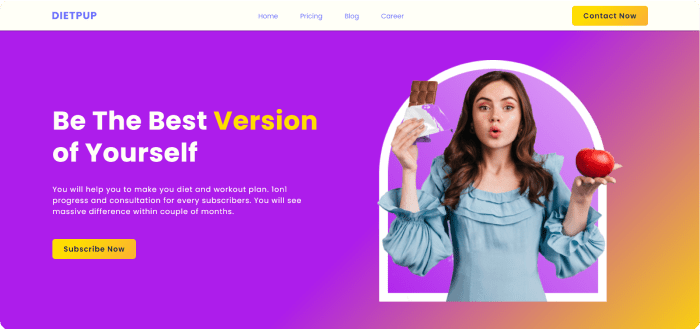 DIETPUP
Home
Pricing
Blog
Career
Contact Now
Be The Best Version
of Yourself
You will help you to make you diet and workout plan. 1on1
progress and consultation for every subscribers. You will see
massive difference within couple of months.
Subscribe Now